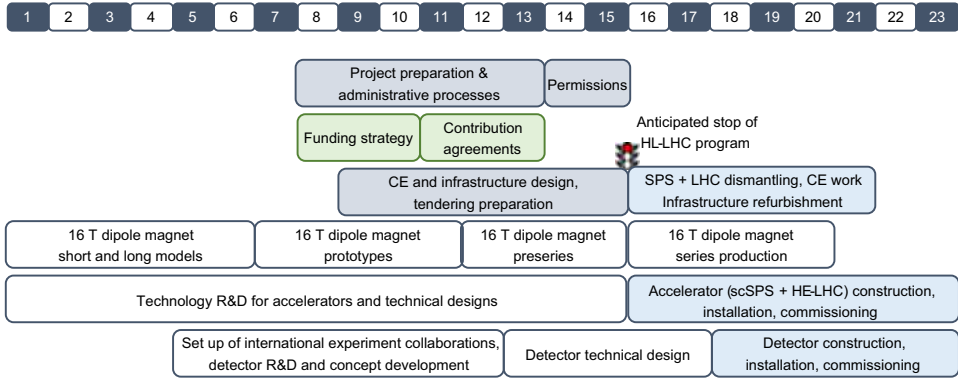 1 2 3 4 5 6 7 8 9 10 11 12 13 14 15 16 17 18 19 20 21 22 23
Project preparation &
administrative processes
Permissions
Funding strategy
Contribution
agreements
Anticipated stop of
HL-LHC program
CE and infrastructure design,
tendering preparation
SPS + LHC dismantling, CE work
Infrastructure refurbishment
16 T dipole magnet
short and long models
16 T dipole magnet
prototypes
16 T dipole magnet
preseries
16 T dipole magnet
series production
Technology R&D for accelerators and technical designs
Accelerator (scSPS + HE-LHC) construction,
installation, commissioning
Set up of international experiment collaborations,
detector R&D and concept development
Detector technical design
Detector construction,
installation, commissioning